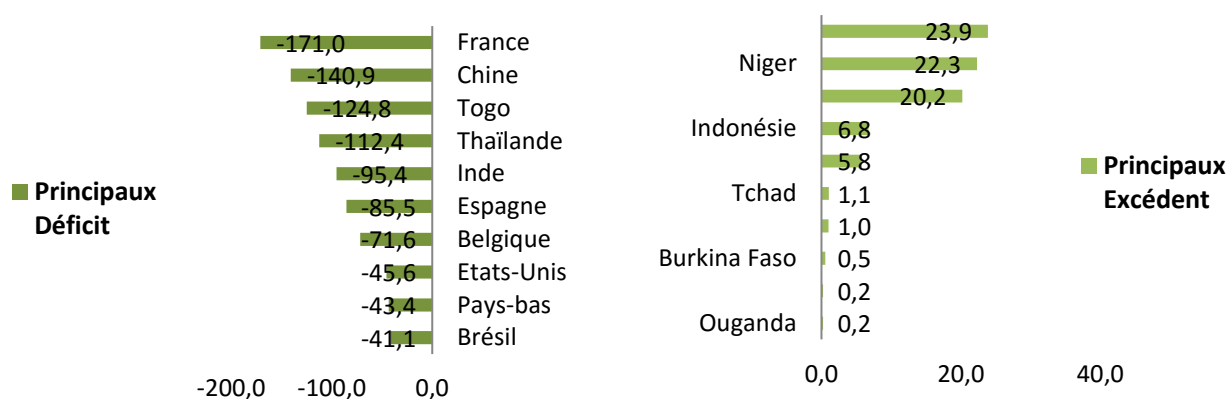 Principaux
Déficit
-171,0 France
-140,9 Chine
-124,8 Togo
-112,4 Thaïlande
-95,4 Inde
-85,5 Espagne
-71,6 Belgique
-45,6 Etats-Unis
-43,4 Pays-bas
-41,1 Brésil
-200,0 -100,0 0,0
23,9
Niger 22,3
20,2
Indonésie 6,8
5,8
Tchad 1,1
1,0
Burkina Faso 0,5
0,2
Ouganda 0,2
0,0 20,0 40,0
Principaux
Excédent